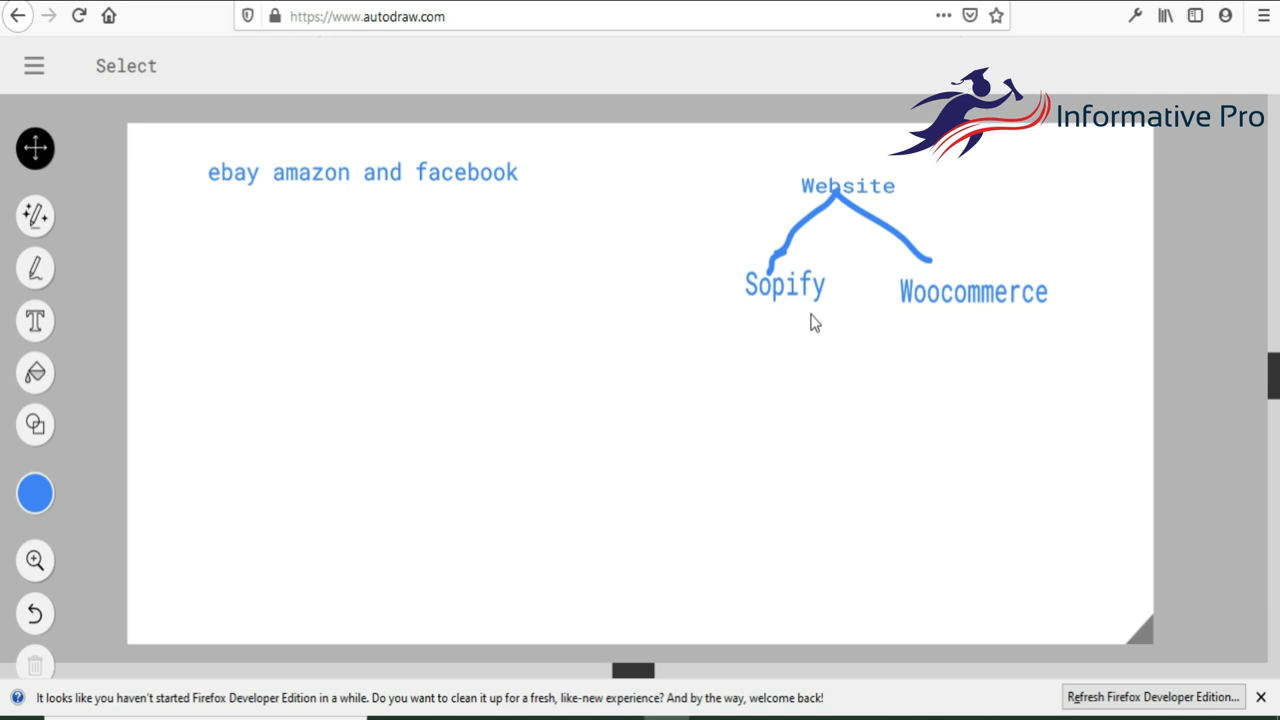 https://www.autodraw.com
Select
Informative Pro
ebay amazon and facebook
Website
Sopify
Woocommerce
It looks like you haven't started Firefox Developer Edition in a while. Do you want to clean it up for a fresh, like-new experience? And by the way, welcome back!
Refresh Firefox Developer Edition...